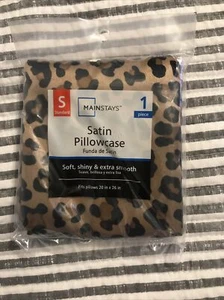 S
Standard
MAINSTAYS
1
piece
Satin
Pillowcase
Funda de Satín
Soft, shiny & extra smooth
Suave, brillosa y extra lisa
Fits pillows 20 in x 26 in